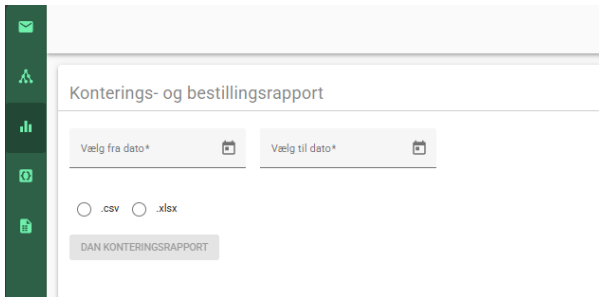 Konterings- og bestillingsrapport
Vælg fra dato* Vælg til dato*
.csv .xlsx
DAN KONTERINGSRAPPORT